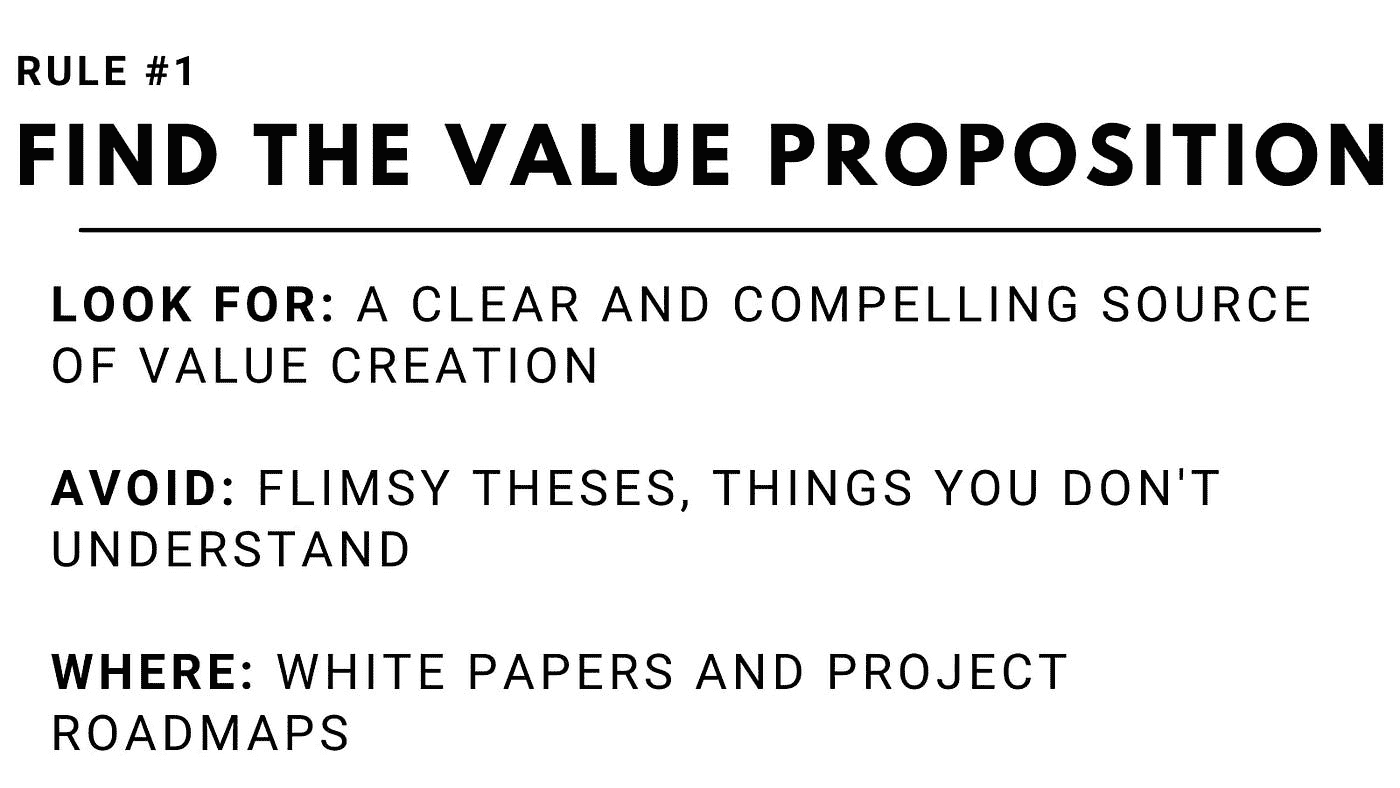 RULE #1
FIND THE VALUE PROPOSITION
LOOK FOR: A CLEAR AND COMPELLING SOURCE
OF VALUE CREATION
AVOID: FLIMSY THESES, THINGS YOU DON'T
UNDERSTAND
WHERE: WHITE PAPERS AND PROJECT
ROADMAPS